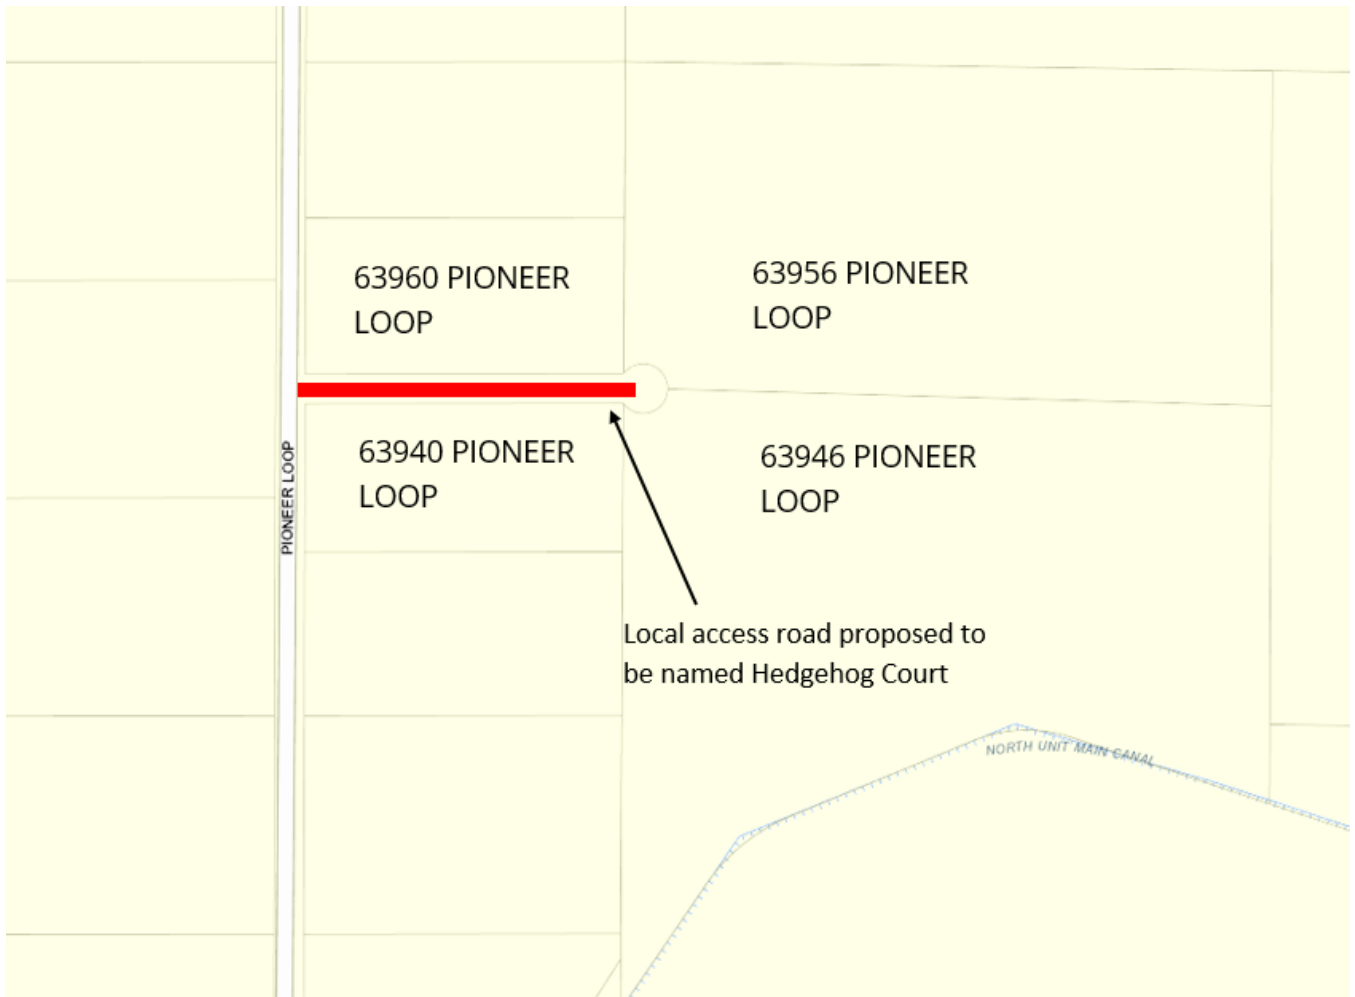 63960 PIONEER
LOOP
63956 PIONEER
LOOP
63940 PIONEER
LOOP
63946 PIONEER
LOOP
PIONEER LOOP
Local access road proposed to
be named Hedgehog Court
NORTH UNIT MAIN CANAL